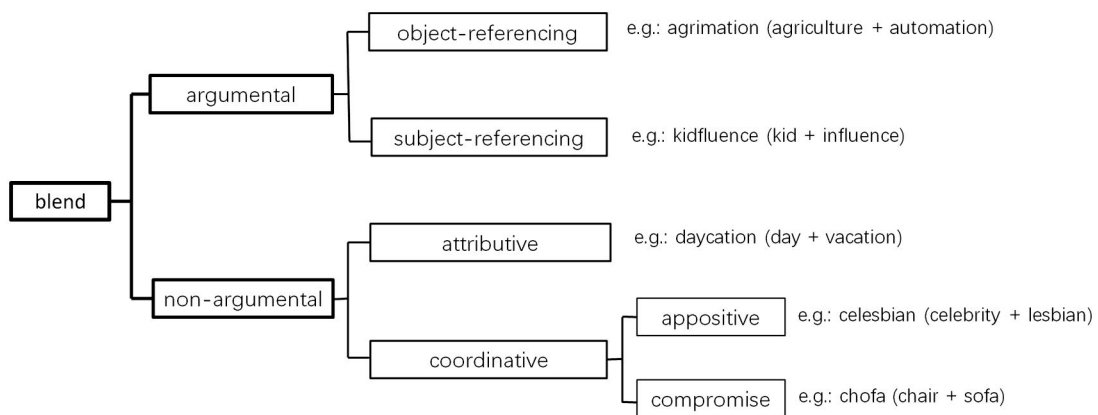 object-referencing e.g.: agrimation (agriculture + automation)
argumental
subject-referencing e.g.: kidfluence (kid + influence)
blend
attributive e.g.: daycation (day + vacation)
non-argumental
appositive e.g.: celesbian (celebrity + lesbian)
coordinative
compromise e.g.: chofa (chair + sofa)